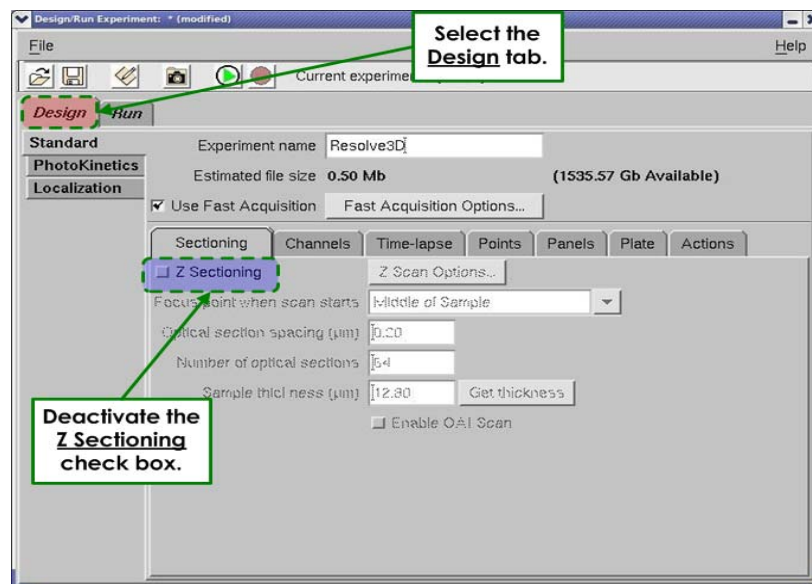 Design/Run Experiment: * (modified)
Select the
Design tab.
File
Help
Current
Design
Run
Standard
PhotoKinetics
Localization
Experiment name Resolve3D
Estimated file size 0.50 Mb (1535.57 Gb Available)
Use Fast Acquisition Fast Acquisition Options...
Sectioning Channels Time-lapse Points Panels Plate Actions
Z Sectioning Z Scan Options...
Focus point when scan starts Middle of Sample
Optical section spacing (µm) 0.20
Number of optical sections 64
Sample thickness (µm) 12.80 Get thickness
Enable OAI Scan
Deactivate the
Z Sectioning
check box.